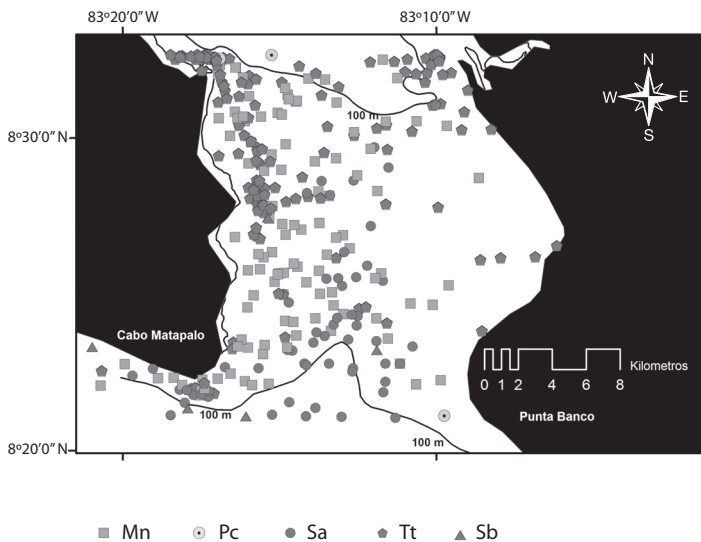 83°20'0''W 83°10'0''W
N
W E
S
100 m
8°30'0'' N
Cabo Matapalo
Kilometros
0 1 2 4 6 8
Punta Banco
100 m
100 m
8°20'0'' N
Mn Pc Sa Tt Sb